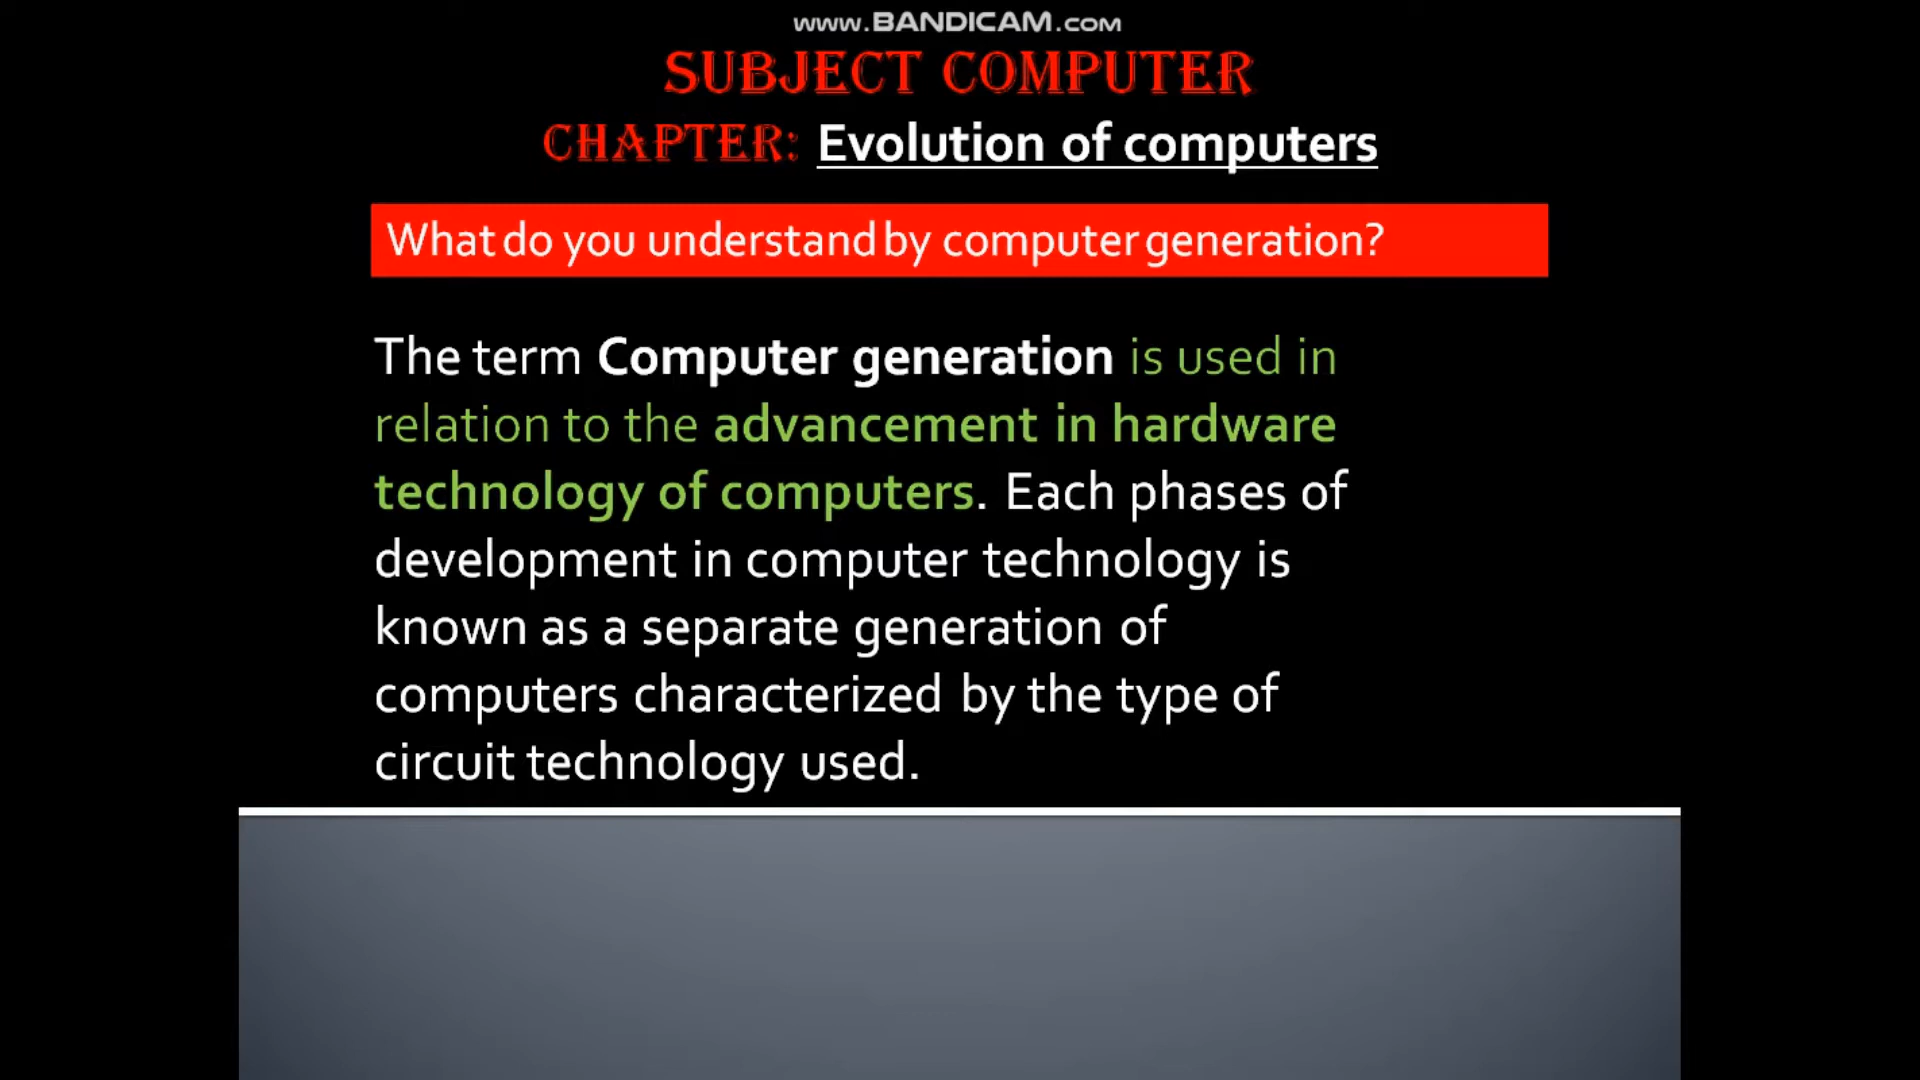 www.BANDICAM.com
SUBJECT COMPUTER
CHAPTER: Evolution of computers
What do you understand by computer generation?
The term Computer generation is used in
relation to the advancement in hardware
technology of computers. Each phases of
development in computer technology is
known as a separate generation of
computers characterized by the type of
circuit technology used.